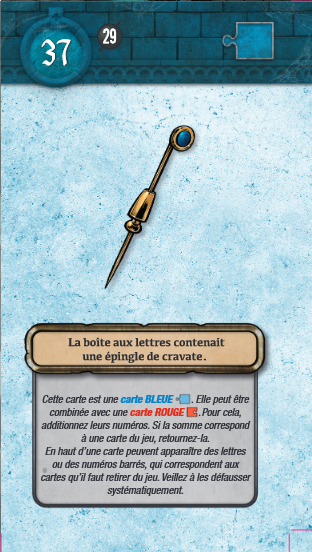 37
29
La boîte aux lettres contenait
une épingle de cravate.
Cette carte est une carte BLEUE. Elle peut être
combinée avec une carte ROUGE. Pour cela,
additionnez leurs numéros. Si la somme correspond
à une carte du jeu, retournez-la.
En haut d'une carte peuvent apparaître des lettres
ou des numéros barrés, qui correspondent aux
cartes qu'il faut retirer du jeu. Veillez à les défausser
systématiquement.